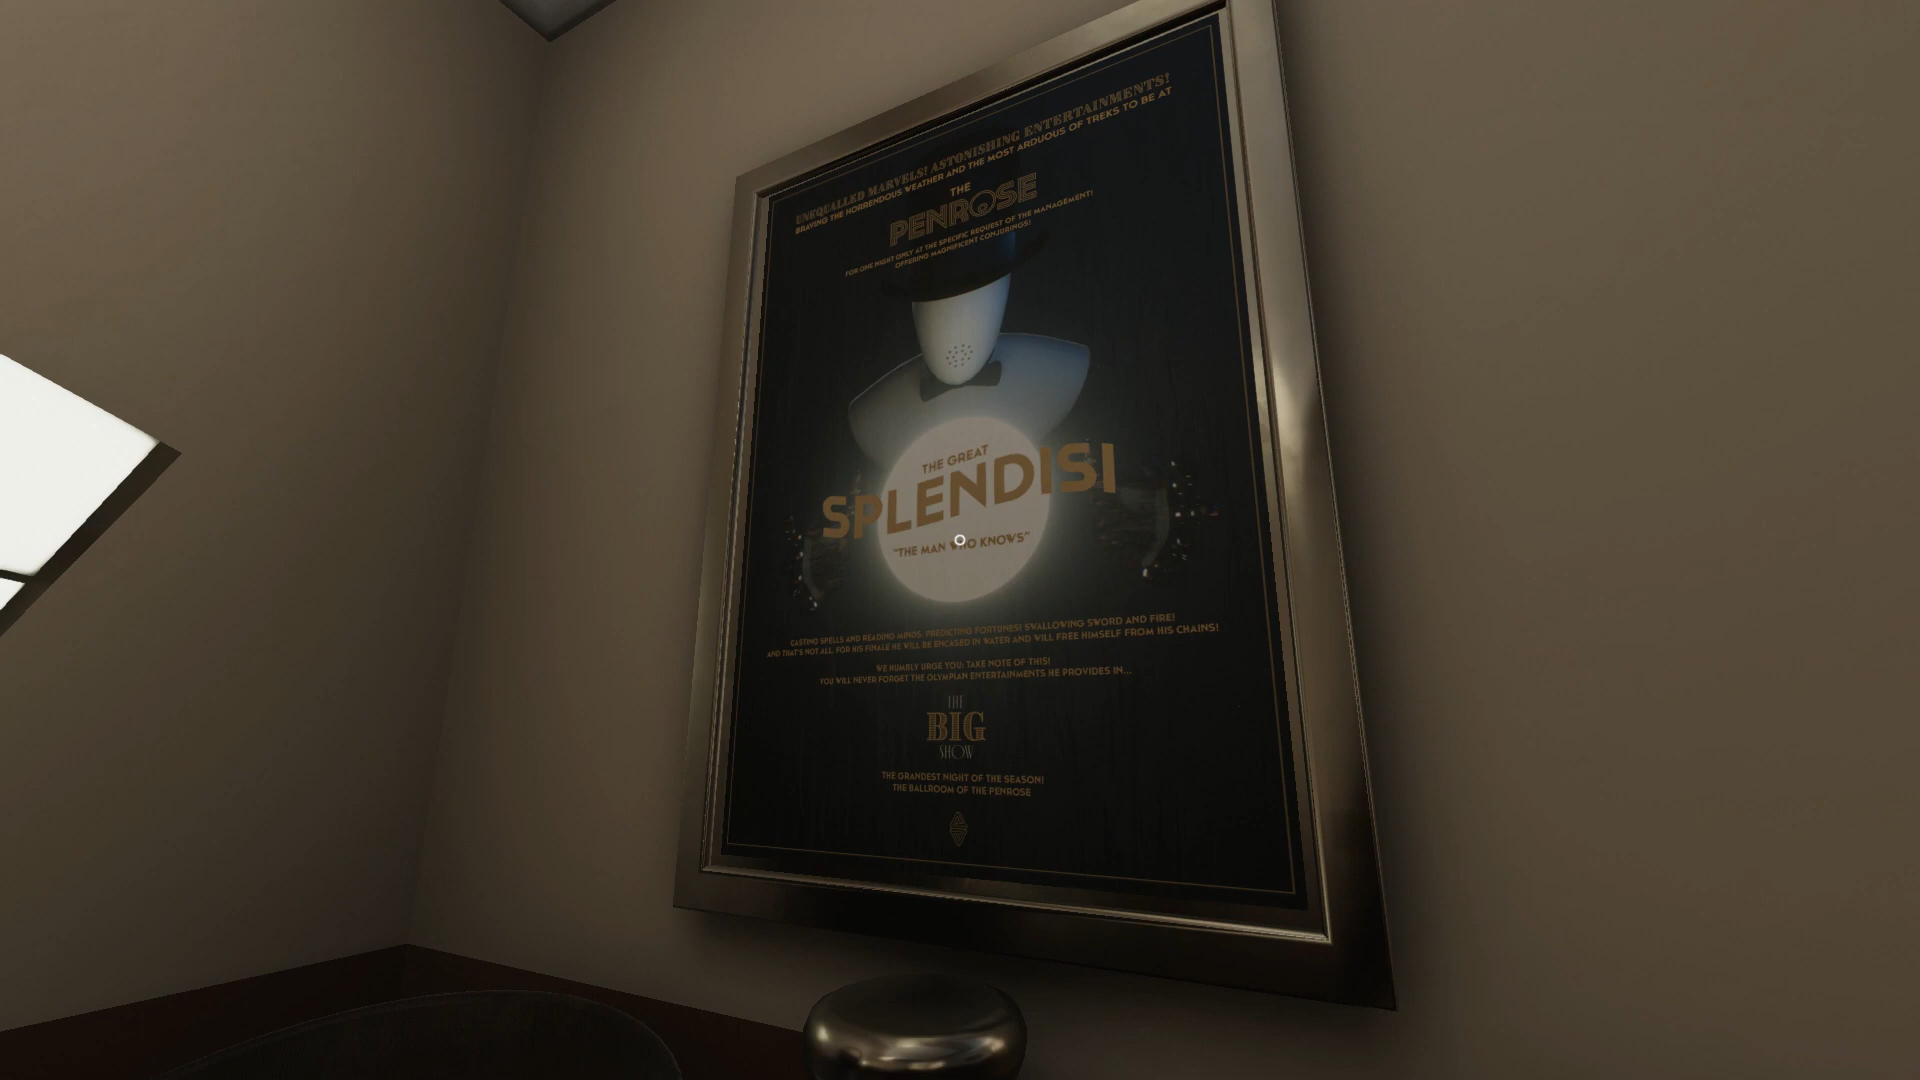 UNEQUALLED MARVELS! ASTONISHING ENTERTAINMENTS!
BRAVING THE HORRENDOUS WEATHER AND THE MOST ARDUOUS OF TREKS TO BE AT
THE
PENROSE
FOR ONE NIGHT ONLY AT THE SPECIFIC REQUEST OF THE MANAGEMENT!
OFFERING MAGNIFICENT CONJURINGS!
THE GREAT
SPLENDISI
"THE MAN WHO KNOWS"
CASTING SPELLS AND READING MINDS. PREDICTING FORTUNES! SWALLOWING SWORD AND FIRE!
AND THAT'S NOT ALL. FOR HIS FINALE HE WILL BE ENCASED IN WATER AND WILL FREE HIMSELF FROM HIS CHAINS!
WE HUMBLY URGE YOU: TAKE NOTE OF THIS!
YOU WILL NEVER FORGET THE OLYMPIAN ENTERTAINMENTS HE PROVIDES IN...
THE
BIG
SHOW
THE GRANDEST NIGHT OF THE SEASON!
THE BALLROOM OF THE PENROSE